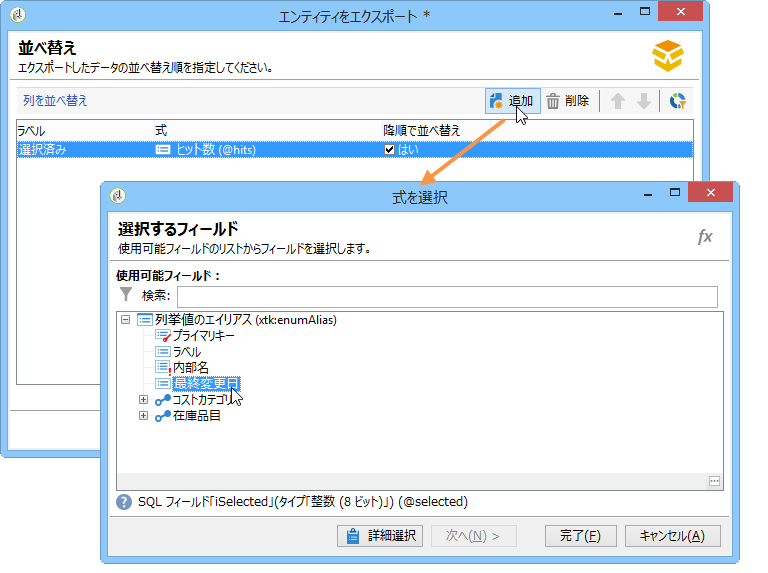 エンティティをエクスポート *
並べ替え
エクスポートしたデータの並べ替え順を指定してください。
列を並べ替え
追加
削除
ラベル 式 降順で並べ替え
選択済み ヒット数 (@hits) はい
式を選択
選択するフィールド
使用可能フィールドのリストからフィールドを選択します。
fx
使用可能フィールド：
検索:
列挙値のエイリアス (xtk:enumAlias)
プライマリキー
ラベル
内部名
最終変更日
コストカテゴリ
在庫品目
SQL フィールド「iSelected」(タイプ「整数 (8 ビット)」) (@selected)
詳細選択
次へ(N) >
完了(F)
キャンセル(A)